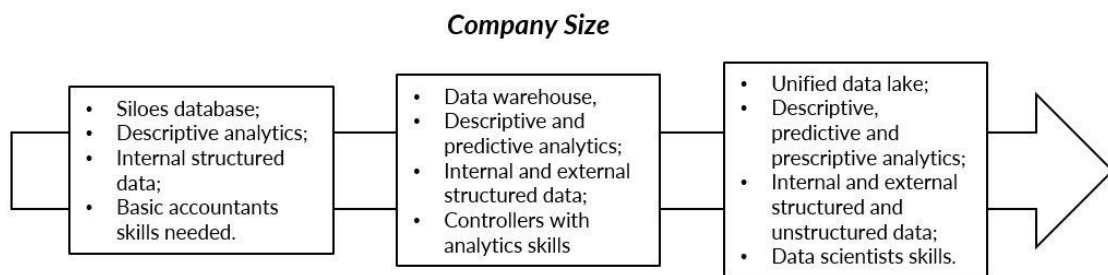 Company Size
• Siloes database;
• Descriptive analytics;
• Internal structured
data;
• Basic accountants
skills needed.
• Data warehouse,
• Descriptive and
predictive analytics;
• Internal and external
structured data;
• Controllers with
analytics skills
• Unified data lake;
• Descriptive,
predictive and
prescriptive analytics;
• Internal and external
structured and
unstructured data;
• Data scientists skills.